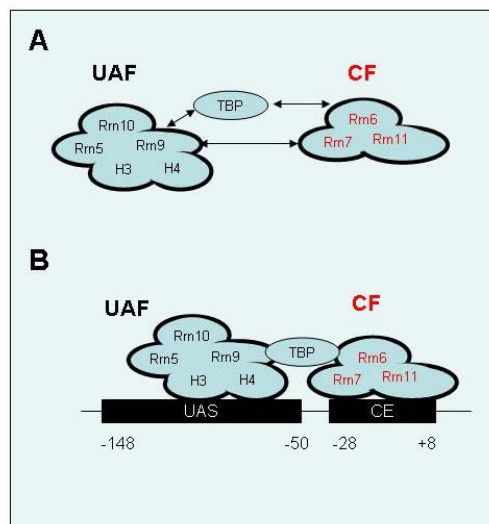 A
UAF CF
TBP
Rrn10 Rrn6
Rrn5 Rrn9 Rrn7 Rrn11
H3 H4
B
UAF CF
Rrn10
Rrn5 Rrn9 TBP Rrn6
H3 H4 Rrn7 Rrn11
UAS CE
-148 -50 -28 +8